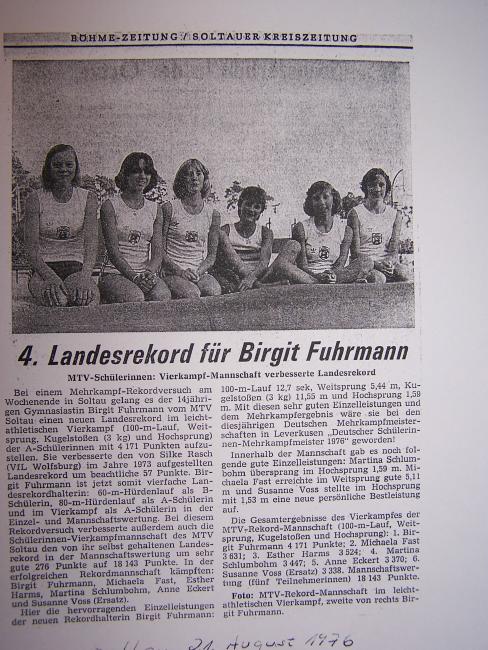 BÖHME-ZEITUNG / SOLTAUER KREISZEITUNG
4. Landesrekord für Birgit Fuhrmann
MTV-Schülerinnen: Vierkampf-Mannschaft verbesserte Landesrekord
Bei einem Mehrkampf-Rekordversuch am
Wochenende in Soltau gelang es der 14jähri-
gen Gymnasiastin Birgit Fuhrmann vom MTV
Soltau einen neuen Landesrekord im leicht-
athletischen Vierkampf (100-m-Lauf, Weit-
sprung, Kugelstoßen (3 kg) und Hochsprung)
der A-Schülerinnen mit 4 171 Punkten aufzu-
stellen. Sie verbesserte den von Silke Rasch
(VfL Wolfsburg) im Jahre 1973 aufgestellten
Landesrekord um beachtliche 57 Punkte. Bir-
git Fuhrmann ist jetzt somit vierfache Lan-
desrekordhalterin: 60-m-Hürdenlauf als B-
Schülerin, 80-m-Hürdenlauf als A-Schülerin
und im Vierkampf als A-Schülerin in der
Einzel- und Mannschaftswertung. Bei diesem
Rekordversuch verbesserte außerdem auch die
Schülerinnen-Vierkampfmannschaft des MTV
Soltau den von ihr selbst gehaltenen Landes-
rekord in der Mannschaftswertung um sehr
gute 276 Punkte auf 18 143 Punkte. In der
erfolgreichen Rekordmannschaft kämpften:
Birgit Fuhrmann, Michaela Fast, Esther
Harms, Martina Schlumbohm, Anne Eckert
und Susanne Voss (Ersatz).
Hier die hervorragenden Einzelleistungen
der neuen Rekordhalterin Birgit Fuhrmann:
100-m-Lauf 12,7 sek, Weitsprung 5,44 m, Ku-
gelstoßen (3 kg) 11,55 m und Hochsprung 1,59
m. Mit diesen sehr guten Einzelleistungen und
dem Mehrkampfergebnis wäre sie bei den
diesjährigen Deutschen Mehrkampfmeister-
schaften in Leverkusen „Deutscher Schülerin-
nen-Mehrkampfmeister 1976" geworden!
Innerhalb der Mannschaft gab es noch fol-
gende gute Einzelleistungen: Martina Schlum-
bohm übersprang im Hochsprung 1,59 m. Mi-
chaela Fast erreichte im Weitsprung gute 5,11
m und Susanne Voss stellte im Hochsprung
mit 1,53 m eine neue persönliche Bestleistung
auf.
Die Gesamtergebnisse des Vierkampfes der
MTV-Rekord-Mannschaft (100-m-Lauf, Weit-
sprung, Kugelstoßen und Hochsprung): 1. Bir-
git Fuhrmann 4 171 Punkte; 2. Michaela Fast
3 631; 3. Esther Harms 3 524; 4. Martina
Schlumbohm 3 447; 5. Anne Eckert 3 370; 6.
Susanne Voss (Ersatz) 3 338. Mannschaftswer-
tung (fünf Teilnehmerinnen) 18 143 Punkte.
Foto: MTV-Rekord-Mannschaft im leicht-
athletischen Vierkampf, zweite von rechts Bir-
git Fuhrmann.
21. August 1976